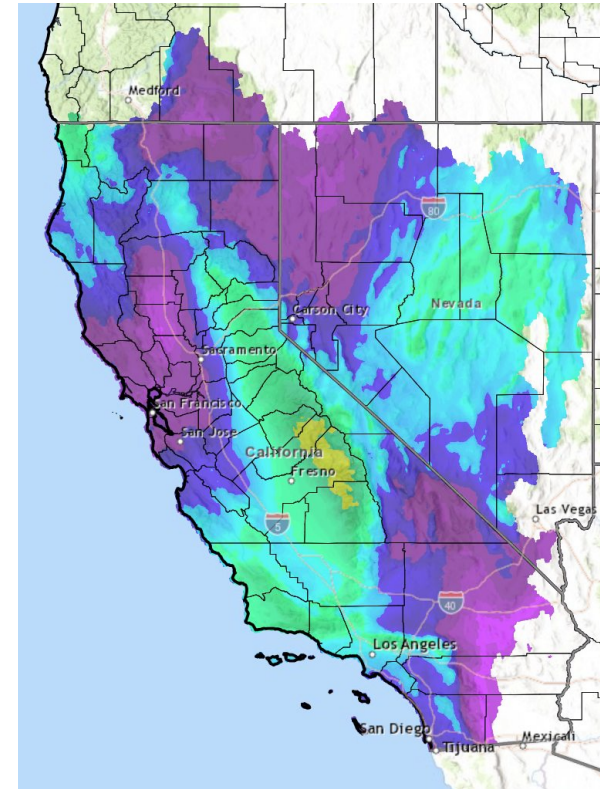 Medford
80
Nevada
Carson City
Sacramento
San Francisco
San Jose
California
Fresno
5
Las Vegas
40
Los Angeles
San Diego
Tijuana
Mexicali